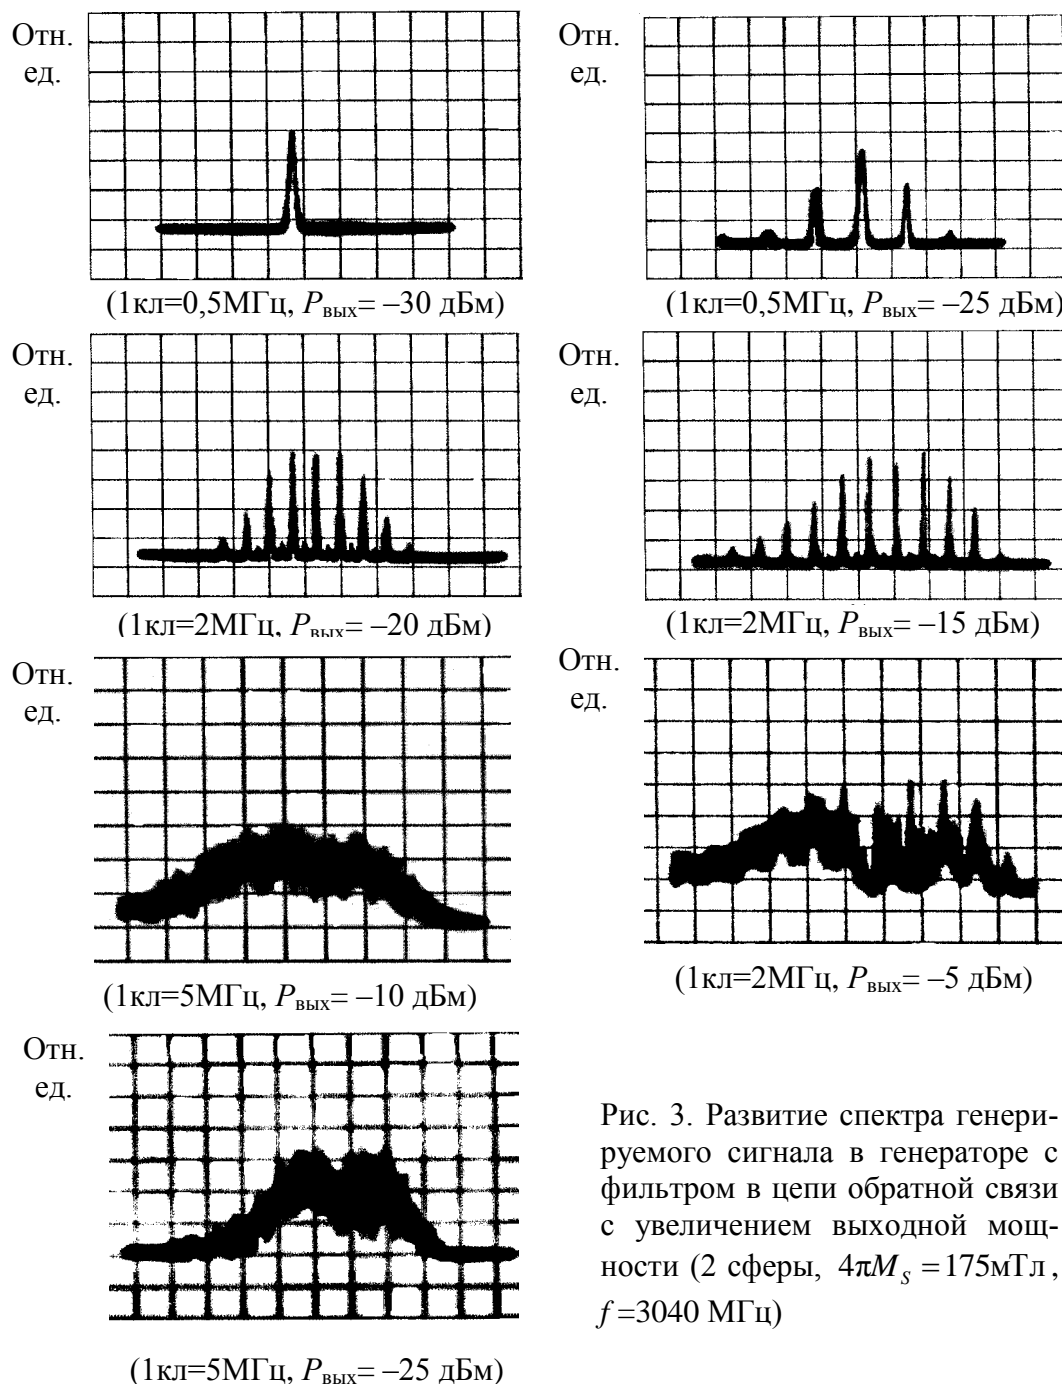 Отн.
ед.
Отн.
ед.
(1кл=0,5МГц, Pвых= –30 дБм)
(1кл=0,5МГц, Pвых= –25 дБм)
Отн.
ед.
Отн.
ед.
(1кл=2МГц, Pвых= –20 дБм)
(1кл=2МГц, Pвых= –15 дБм)
Отн.
ед.
Отн.
ед.
(1кл=5МГц, Pвых= –10 дБм)
(1кл=2МГц, Pвых= –5 дБм)
Отн.
ед.
(1кл=5МГц, Pвых= –25 дБм)
Рис. 3. Развитие спектра генери-
руемого сигнала в генераторе с
фильтром в цепи обратной связи
с увеличением выходной мощ-
ности (2 сферы, 4πM_S = 175мТл,
f =3040 МГц)